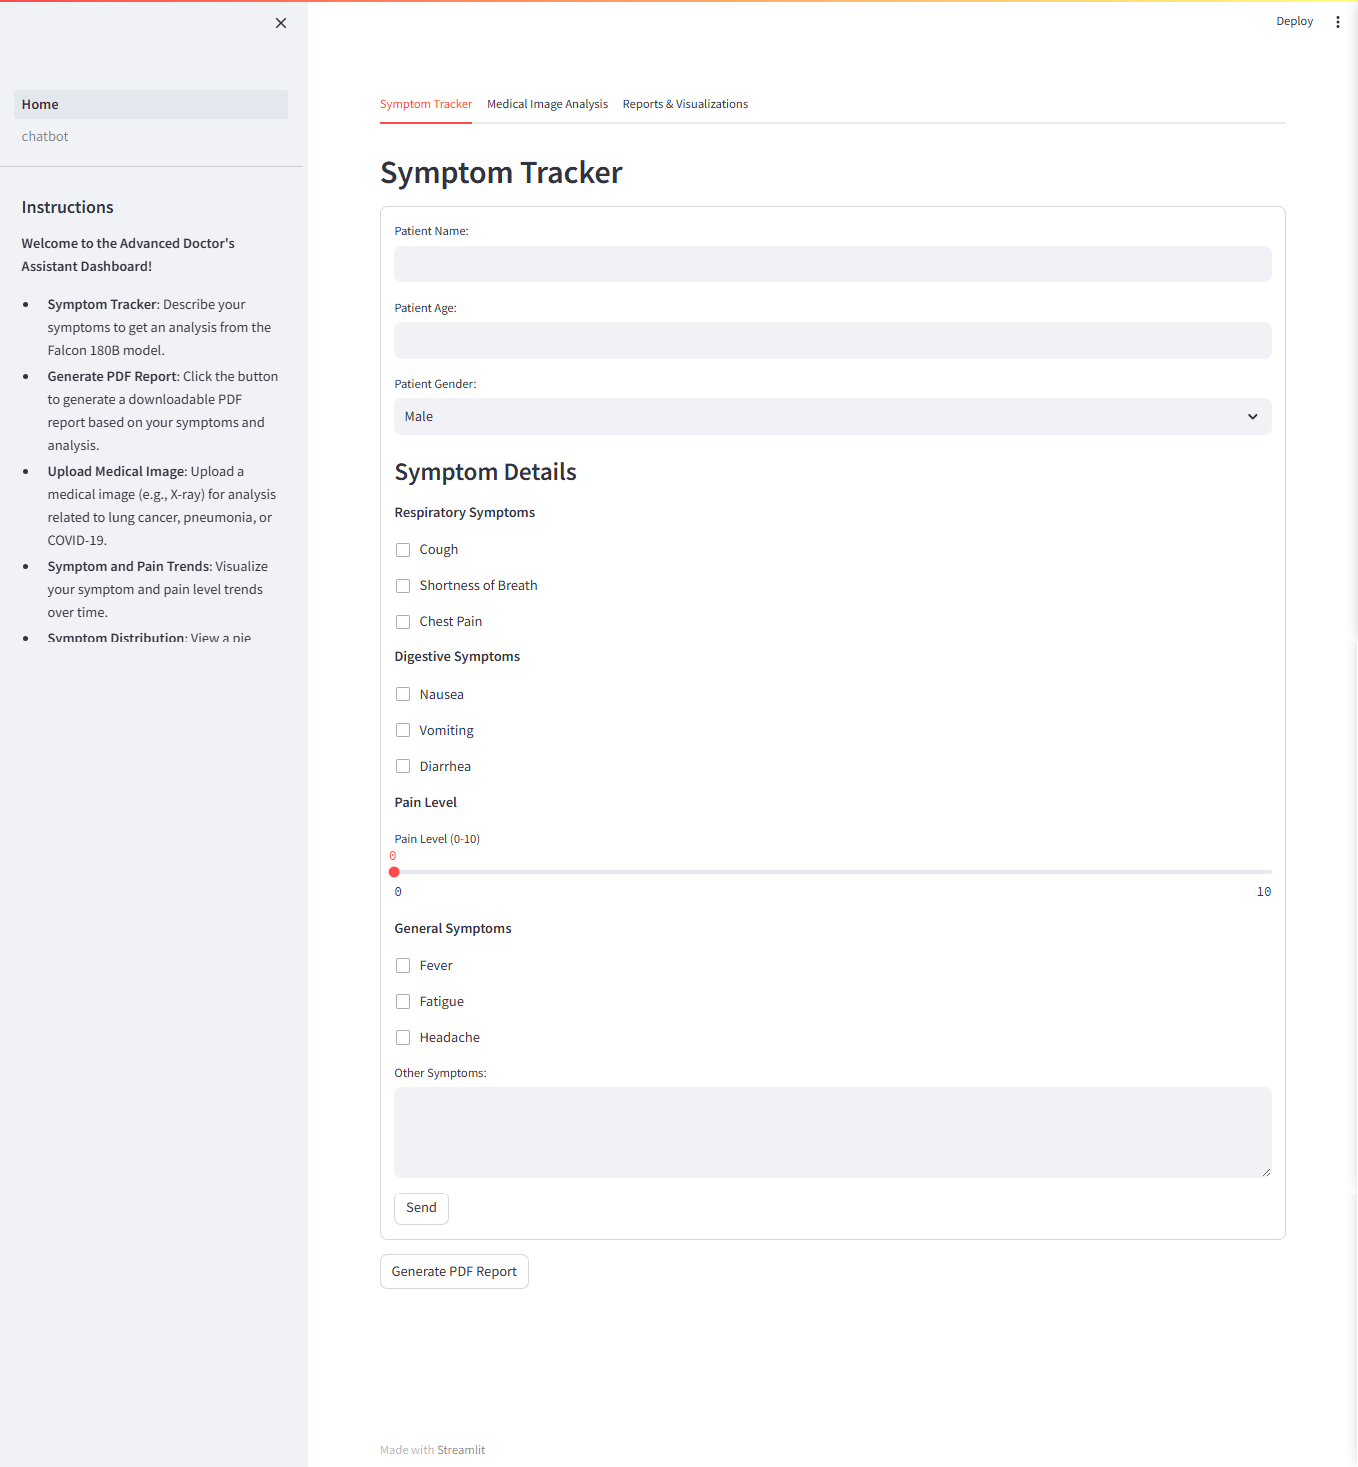 Deploy
Home
chatbot
Instructions
Welcome to the Advanced Doctor's
Assistant Dashboard!
• Symptom Tracker: Describe your
symptoms to get an analysis from the
Falcon 180B model.
• Generate PDF Report: Click the button
to generate a downloadable PDF
report based on your symptoms and
analysis.
• Upload Medical Image: Upload a
medical image (e.g., X-ray) for analysis
related to lung cancer, pneumonia, or
COVID-19.
• Symptom and Pain Trends: Visualize
your symptom and pain level trends
over time.
• Symptom Distribution: View a pie
Symptom Tracker Medical Image Analysis Reports & Visualizations
Symptom Tracker
Patient Name:
Patient Age:
Patient Gender:
Male
Symptom Details
Respiratory Symptoms
Cough
Shortness of Breath
Chest Pain
Digestive Symptoms
Nausea
Vomiting
Diarrhea
Pain Level
Pain Level (0-10)
0
0 10
General Symptoms
Fever
Fatigue
Headache
Other Symptoms:
Send
Generate PDF Report
Made with Streamlit